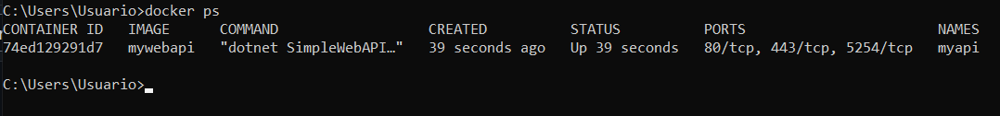 C:\Users\Usuario>docker ps
CONTAINER ID   IMAGE      COMMAND                  CREATED          STATUS          PORTS                       NAMES
74ed129291d7   mywebapi   "dotnet SimpleWebAPI…"   39 seconds ago   Up 39 seconds   80/tcp, 443/tcp, 5254/tcp   myapi
C:\Users\Usuario>